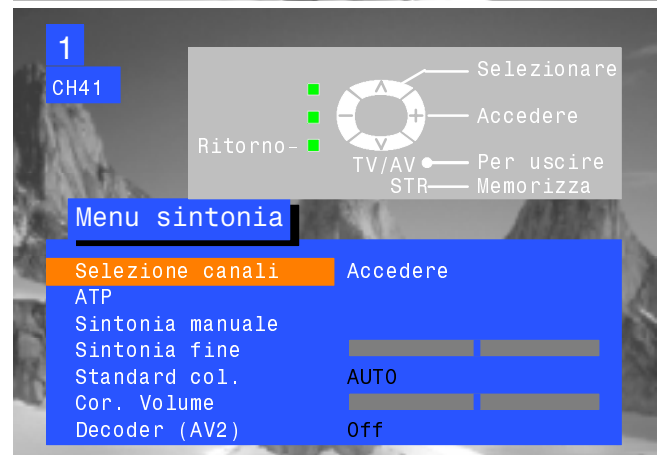 1
CH41
Selezionare
Accedere
Ritorno
TV/AV Per uscire
STR Memorizza
Menu sintonia
Selezione canali Accedere
ATP
Sintonia manuale
Sintonia fine
Standard col. AUTO
Cor. Volume
Decoder (AV2) Off